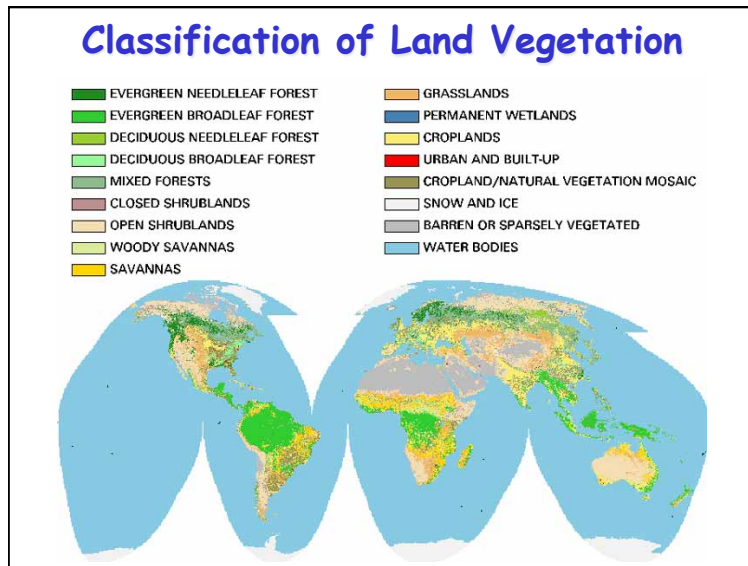 Classification of Land Vegetation
EVERGREEN NEEDLELEAF FOREST
EVERGREEN BROADLEAF FOREST
DECIDUOUS NEEDLELEAF FOREST
DECIDUOUS BROADLEAF FOREST
MIXED FORESTS
CLOSED SHRUBLANDS
OPEN SHRUBLANDS
WOODY SAVANNAS
SAVANNAS
GRASSLANDS
PERMANENT WETLANDS
CROPLANDS
URBAN AND BUILT-UP
CROPLAND/NATURAL VEGETATION MOSAIC
SNOW AND ICE
BARREN OR SPARSELY VEGETATED
WATER BODIES